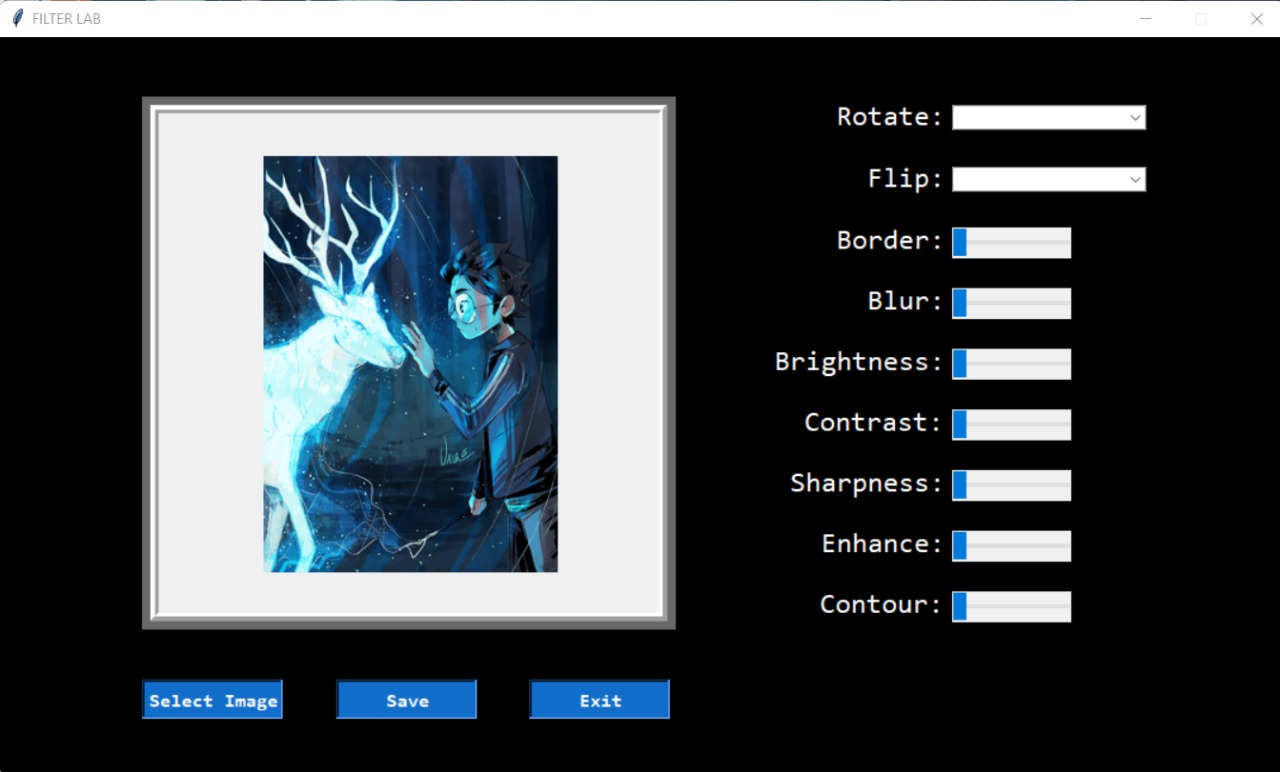 FILTER LAB
Rotate:
Flip:
Border:
Blur:
Brightness:
Contrast:
Sharpness:
Enhance:
Contour:
Select Image
Save
Exit